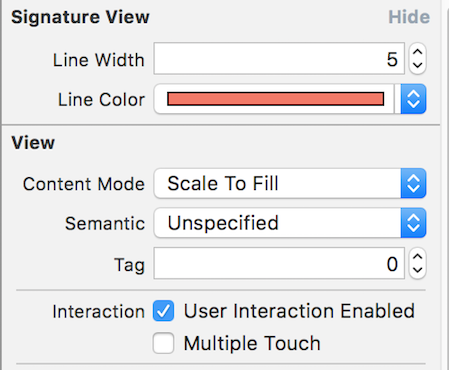 Signature View Hide
Line Width 5
Line Color
View
Content Mode Scale To Fill
Semantic Unspecified
Tag 0
Interaction User Interaction Enabled
Multiple Touch